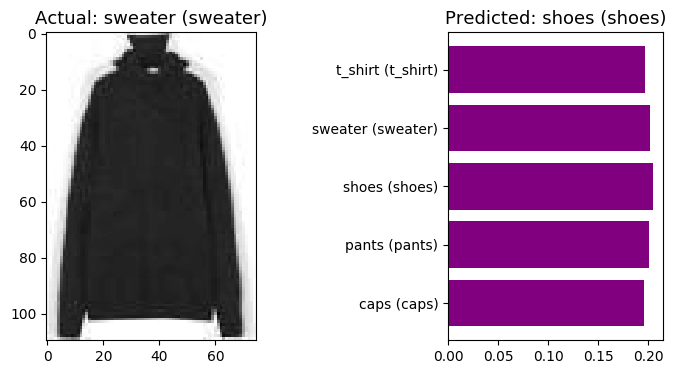 Actual: sweater (sweater)
0
20
40
60
80
100
0
20
40
60
Predicted: shoes (shoes)
t_shirt (t_shirt)
sweater (sweater)
shoes (shoes)
pants (pants)
caps (caps)
0.00
0.05
0.10
0.15
0.20